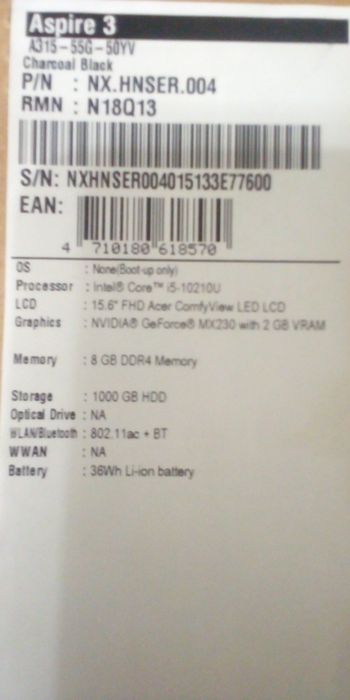 Aspire 3
A315-55G-50YV
Charcoal Black
P/N : NX.HNSER.004
RMN : N18Q13
S/N: NXHNSER004015133E77600
EAN:
4 710180 618570
OS : None(Boot-up only)
Processor : Intel® Core™ i5-10210U
LCD : 15.6" FHD Acer ComfyView LED LCD
Graphics : NVIDIA® GeForce® MX230 with 2 GB VRAM
Memory : 8 GB DDR4 Memory
Storage : 1000 GB HDD
Optical Drive : NA
WLAN/Bluetooth : 802.11ac + BT
WWAN : NA
Battery : 36Wh Li-ion battery